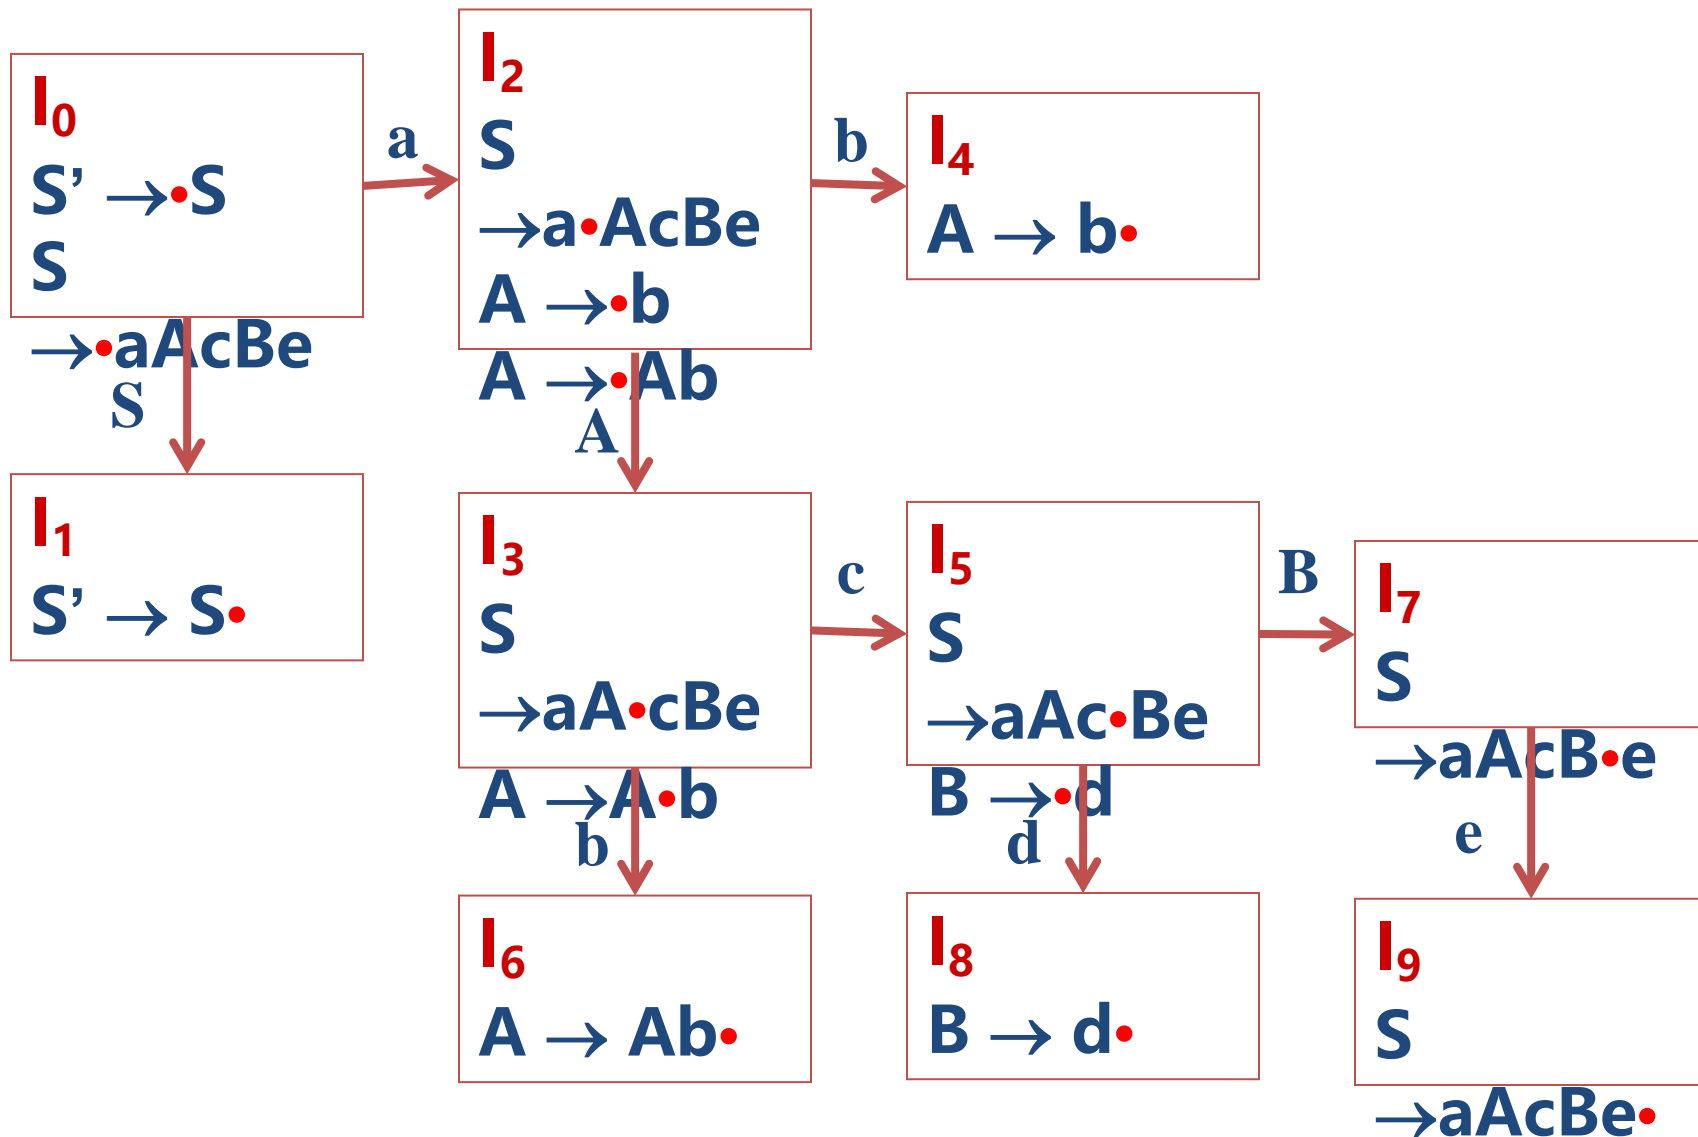 I0
S’ →•S
S
→•aAcBe
a
S
I2
S
→a•AcBe
A →•b
A →•Ab
b
A
I4
A → b•
I1
S’ → S•
I3
S
→aA•cBe
A →A•b
c
b
I5
S
→aAc•Be
B →•d
B
d
I7
S
→aAcB•e
e
I6
A → Ab•
I8
B → d•
I9
S
→aAcBe•